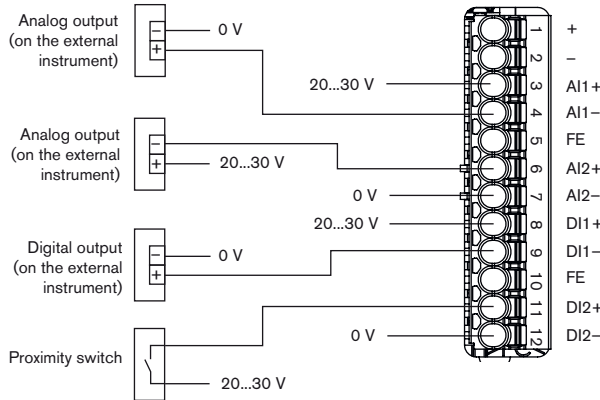 Analog output
(on the external
instrument)
–
+
0 V
Analog output
(on the external
instrument)
–
+
20...30 V
Digital output
(on the external
instrument)
–
+
0 V
Proximity switch
20...30 V
20...30 V
0 V
20...30 V
0 V
1 +
2 –
3 AI1+
4 AI1–
5 FE
6 AI2+
7 AI2–
8 DI1+
9 DI1–
10 FE
11 DI2+
12 DI2–